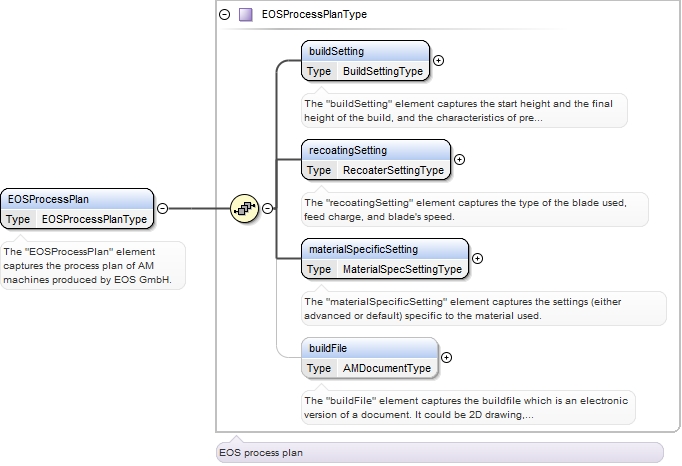 EOSProcessPlanType
buildSetting
Type BuildSettingType
The "buildSetting" element captures the start height and the final
height of the build, and the characteristics of pre...
recoatingSetting
Type RecoaterSettingType
The "recoatingSetting" element captures the type of the blade used,
feed charge, and blade's speed.
EOSProcessPlan
Type EOSProcessPlanType
The "EOSProcessPlan" element
captures the process plan of AM
machines produced by EOS GmbH.
materialSpecificSetting
Type MaterialSpecSettingType
The "materialSpecificSetting" element captures the settings (either
advanced or default) specific to the material used.
buildFile
Type AMDocumentType
The "buildFile" element captures the buildfile which is an electronic
version of a document. It could be 2D drawing,...
EOS process plan